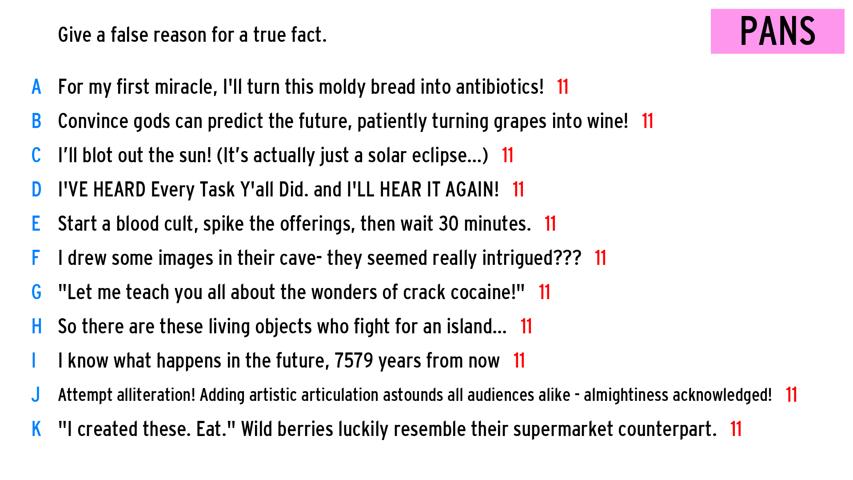 Give a false reason for a true fact.
PANS
A For my first miracle, I'll turn this moldy bread into antibiotics! 11
B Convince gods can predict the future, patiently turning grapes into wine! 11
C I’ll blot out the sun! (It’s actually just a solar eclipse...) 11
D I'VE HEARD Every Task Y'all Did. and I'LL HEAR IT AGAIN! 11
E Start a blood cult, spike the offerings, then wait 30 minutes. 11
F I drew some images in their cave- they seemed really intrigued??? 11
G "Let me teach you all about the wonders of crack cocaine!" 11
H So there are these living objects who fight for an island... 11
I I know what happens in the future, 7579 years from now 11
J Attempt alliteration! Adding artistic articulation astounds all audiences alike - almightiness acknowledged! 11
K "I created these. Eat." Wild berries luckily resemble their supermarket counterpart. 11